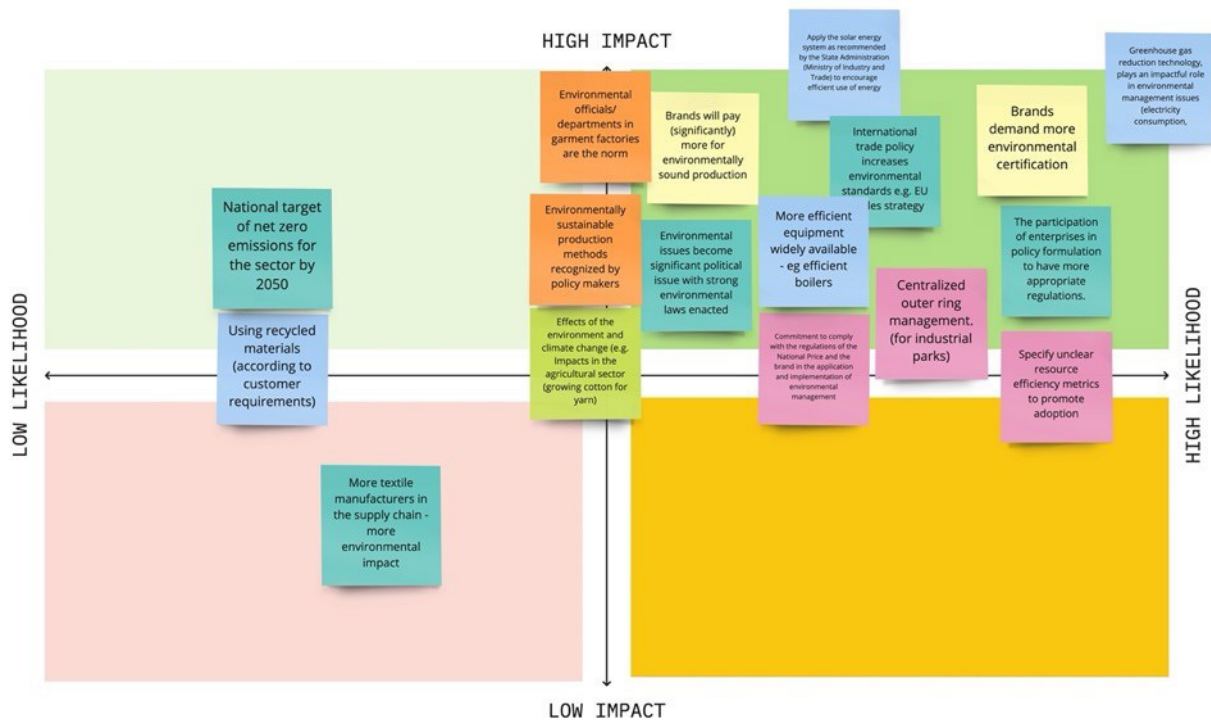 HIGH IMPACT
Apply the solar energy
system as recommended
by the State Administration
(Ministry of Industry and
Trade) to encourage
efficient use of energy
Greenhouse gas
reduction technology,
plays an impactful role
in environmental
management issues
(electricity
consumption,
Environmental
officials/
departments in
garment factories
are the norm
Brands will pay
(significantly)
more for
environmentally
sound production
International
trade policy
increases
environmental
standards e.g. EU
les strategy
Brands
demand more
environmental
certification
National target
of net zero
emissions for
the sector by
2050
Environmentally
sustainable
production
methods
recognized by
policy makers
Environmental
issues become
significant political
issue with strong
environmental
laws enacted
More efficient
equipment
widely available
- eg efficient
boilers
The participation
of enterprises in
policy formulation
to have more
appropriate
regulations.
Centralized
outer ring
management.
(for industrial
parks)
Using recycled
materials
(according to
customer
requirements)
Effects of the
environment and
climate change (e.g.
Impacts in the
agricultural sector
(growing cotton for
yarn)
Commitment to comply
with the regulations of the
National Price and the
brand in the application
and implementation of
environmental
management
Specify unclear
resource
efficiency metrics
to promote
adoption
LOW LIKELIHOOD
HIGH LIKELIHOOD
More textile
manufacturers in
the supply chain -
more
environmental
impact
LOW IMPACT